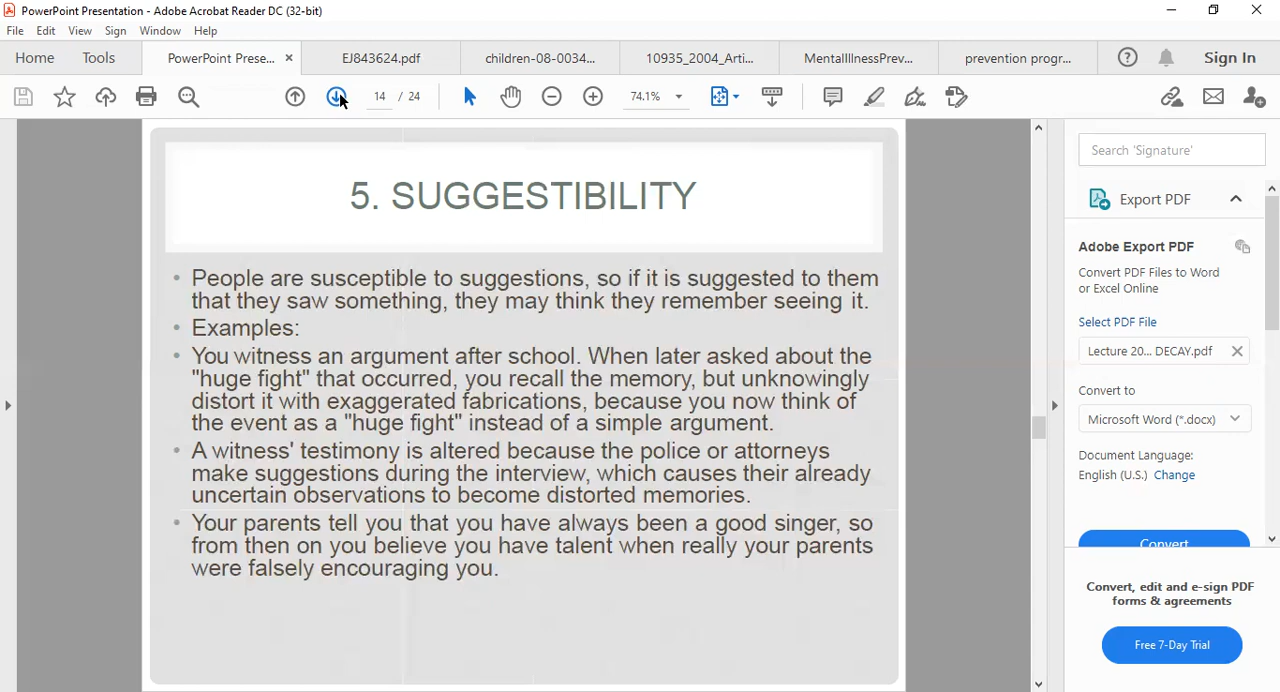 PowerPoint Presentation - Adobe Acrobat Reader DC (32-bit)
File Edit View Sign Window Help
Home Tools PowerPoint Prese... × EJ843624.pdf children-08-0034... 10935_2004_Arti... MentalIllnessPrev... prevention progr... Sign In
14 / 24 74.1%
5. SUGGESTIBILITY
• People are susceptible to suggestions, so if it is suggested to them
that they saw something, they may think they remember seeing it.
• Examples:
• You witness an argument after school. When later asked about the
"huge fight" that occurred, you recall the memory, but unknowingly
distort it with exaggerated fabrications, because you now think of
the event as a "huge fight" instead of a simple argument.
• A witness' testimony is altered because the police or attorneys
make suggestions during the interview, which causes their already
uncertain observations to become distorted memories.
• Your parents tell you that you have always been a good singer, so
from then on you believe you have talent when really your parents
were falsely encouraging you.
Search 'Signature'
Export PDF
Adobe Export PDF
Convert PDF Files to Word
or Excel Online
Select PDF File
Lecture 20... DECAY.pdf
Convert to
Microsoft Word (*.docx)
Document Language:
English (U.S.) Change
Convert
Convert, edit and e-sign PDF
forms & agreements
Free 7-Day Trial